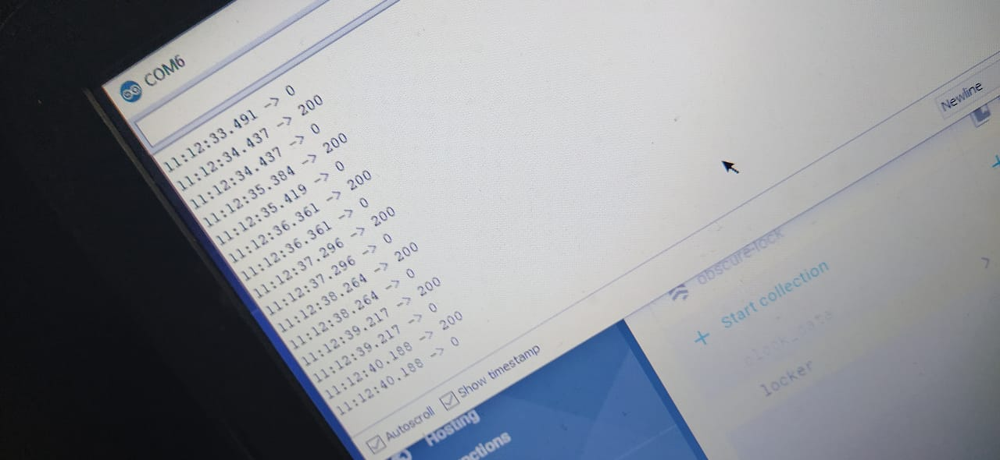 COM6
11:12:33.491 -> 0
11:12:34.437 -> 200
11:12:34.437 -> 0
11:12:35.384 -> 200
11:12:35.419 -> 0
11:12:36.361 -> 200
11:12:36.361 -> 0
11:12:37.296 -> 200
11:12:37.296 -> 0
11:12:38.264 -> 200
11:12:38.264 -> 0
11:12:39.217 -> 200
11:12:39.217 -> 0
11:12:40.188 -> 200
11:12:40.188 -> 0
Autoscroll Show timestamp
Newline
Hosting
nctions
obscure-lock
+ Start collection
locker